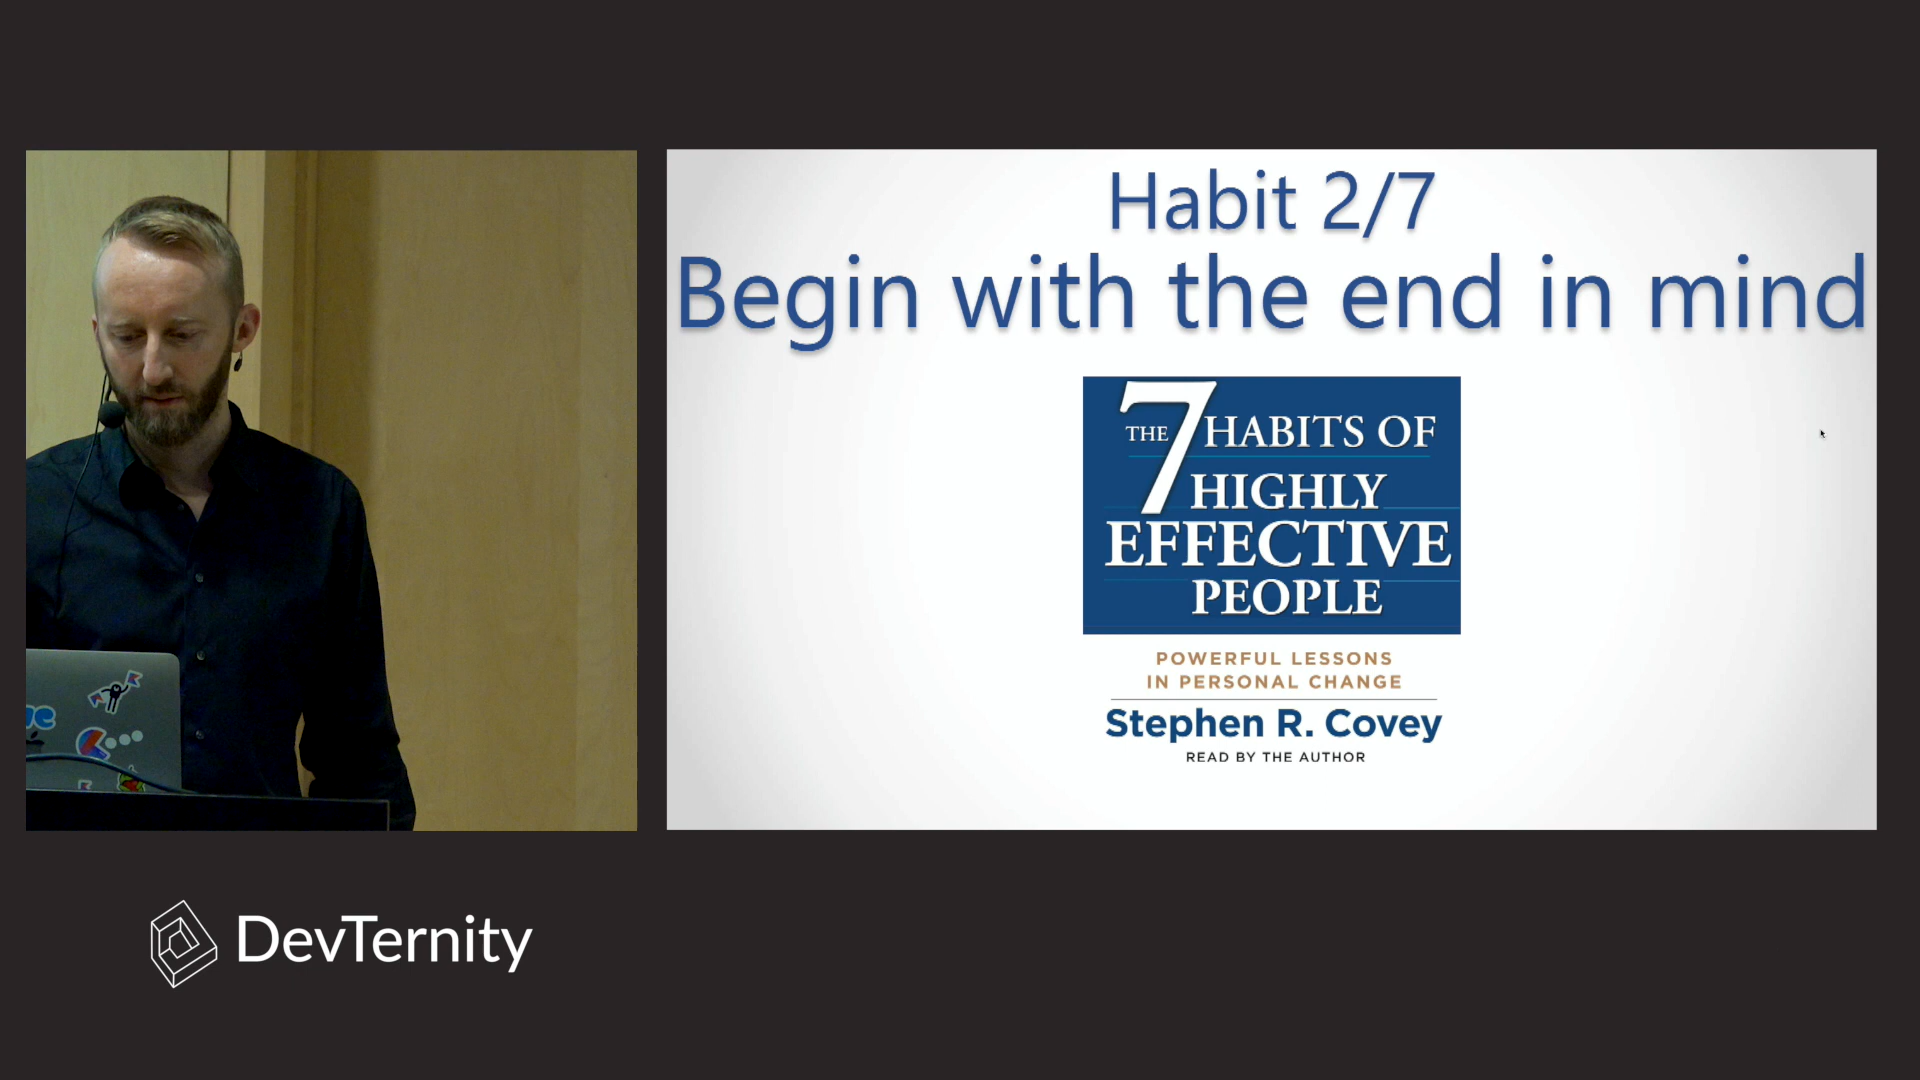 Habit 2/7
Begin with the end in mind
THE 7 HABITS OF
HIGHLY
EFFECTIVE
PEOPLE
POWERFUL LESSONS
IN PERSONAL CHANGE
Stephen R. Covey
READ BY THE AUTHOR
DevTernity